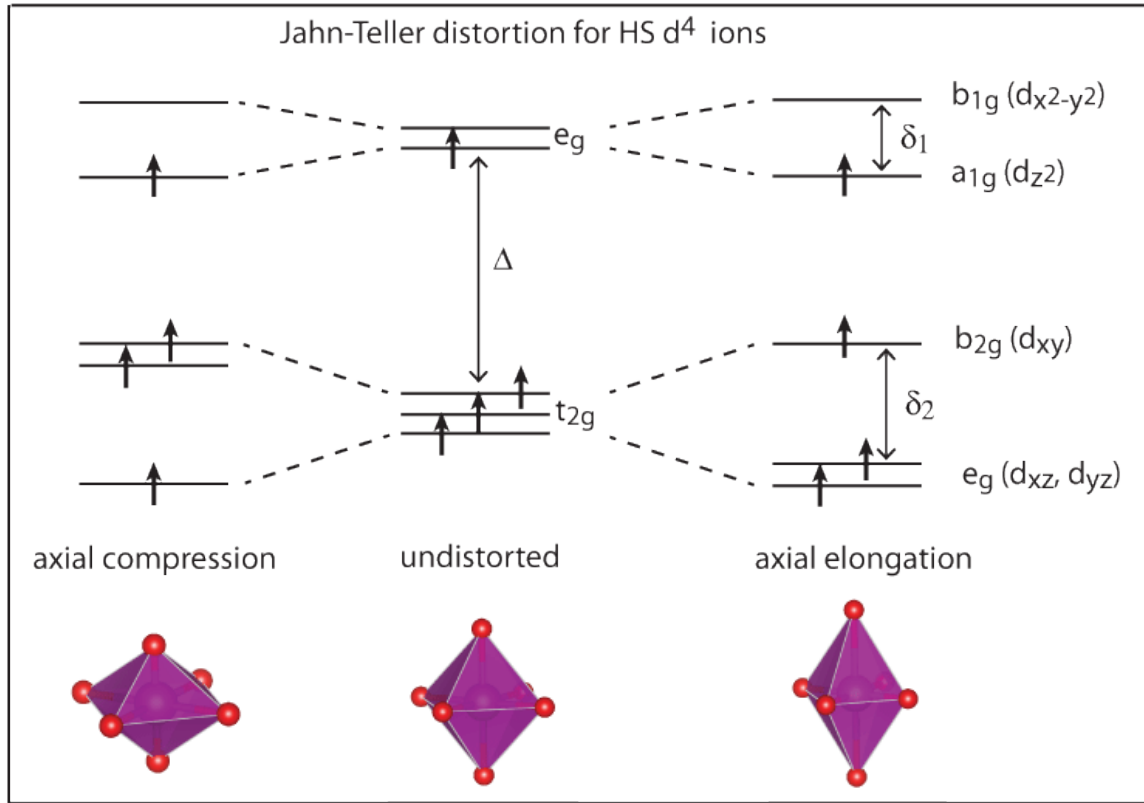 Jahn-Teller distortion for HS d⁴ ions
b₁g (dx²-y²)
eg
δ₁
a₁g (dz²)
Δ
b₂g (dxy)
t₂g
δ₂
eg (dxz, dyz)
axial compression
undistorted
axial elongation